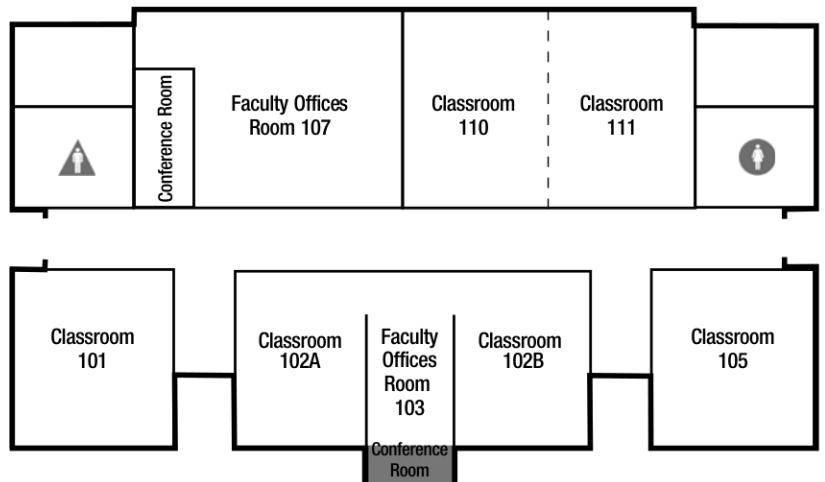 Conference Room
Faculty Offices
Room 107
Classroom
110
Classroom
111
Classroom
101
Classroom
102A
Faculty
Offices
Room
103
Classroom
102B
Classroom
105
Conference
Room